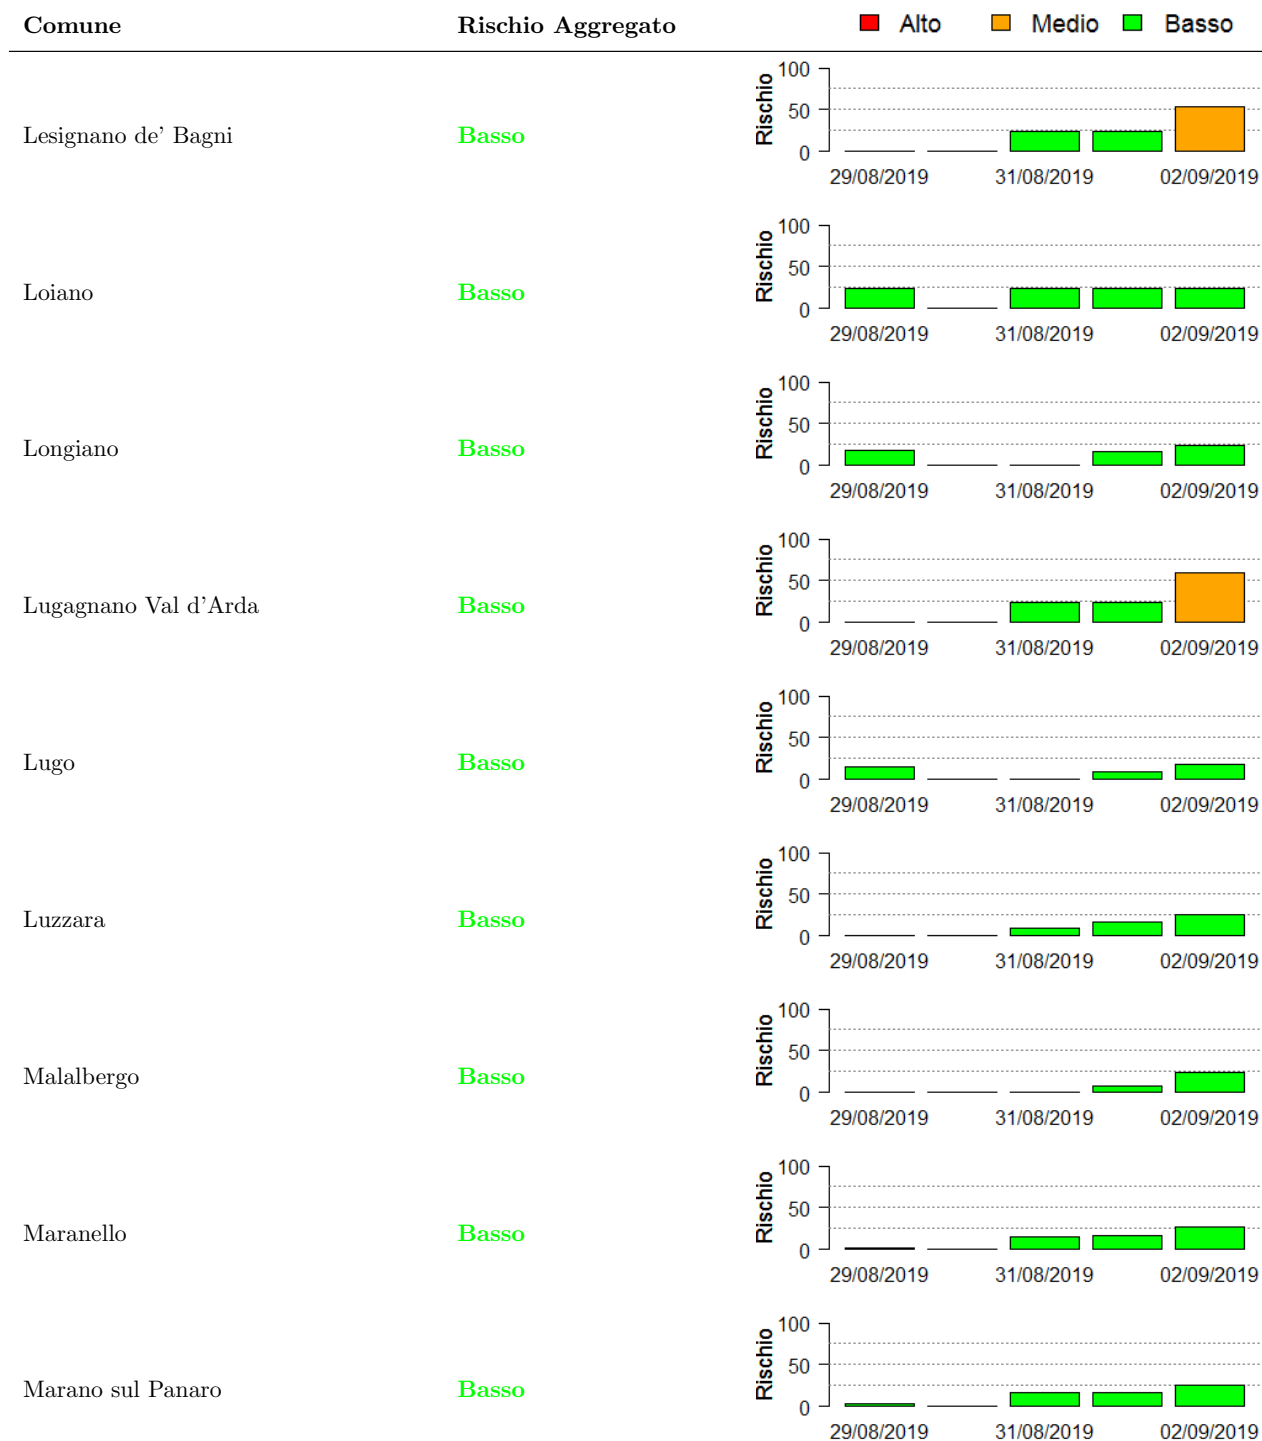 Comune Rischio Aggregato Alto Medio Basso
100
50
0
Rischio
Lesignano de' Bagni Basso
29/08/2019 31/08/2019 02/09/2019
100
50
0
Rischio
Loiano Basso
29/08/2019 31/08/2019 02/09/2019
100
50
0
Rischio
Longiano Basso
29/08/2019 31/08/2019 02/09/2019
100
50
0
Rischio
Lugagnano Val d'Arda Basso
29/08/2019 31/08/2019 02/09/2019
100
50
0
Rischio
Lugo Basso
29/08/2019 31/08/2019 02/09/2019
100
50
0
Rischio
Luzzara Basso
29/08/2019 31/08/2019 02/09/2019
100
50
0
Rischio
Malalbergo Basso
29/08/2019 31/08/2019 02/09/2019
100
50
0
Rischio
Maranello Basso
29/08/2019 31/08/2019 02/09/2019
100
50
0
Rischio
Marano sul Panaro Basso
29/08/2019 31/08/2019 02/09/2019